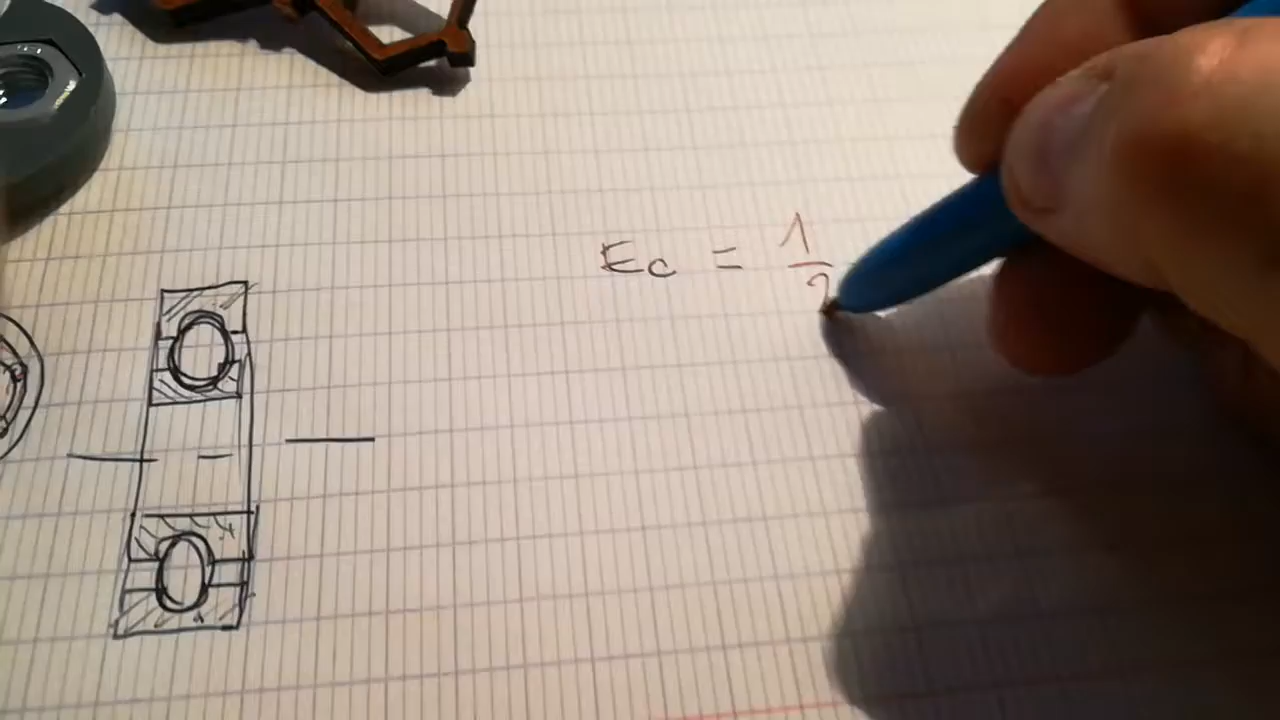 Ec = 1/2